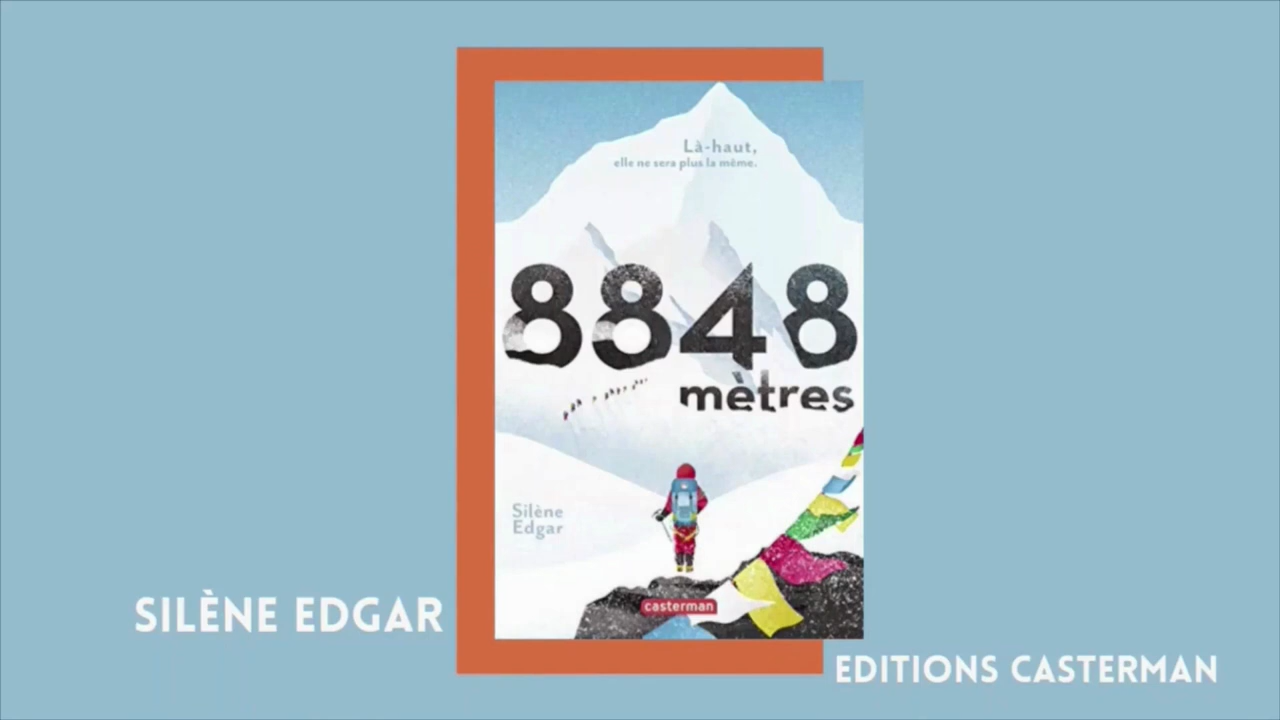 Là-haut,
elle ne sera plus la même.
8848
mètres
Silène
Edgar
casterman
SILÈNE EDGAR
EDITIONS CASTERMAN